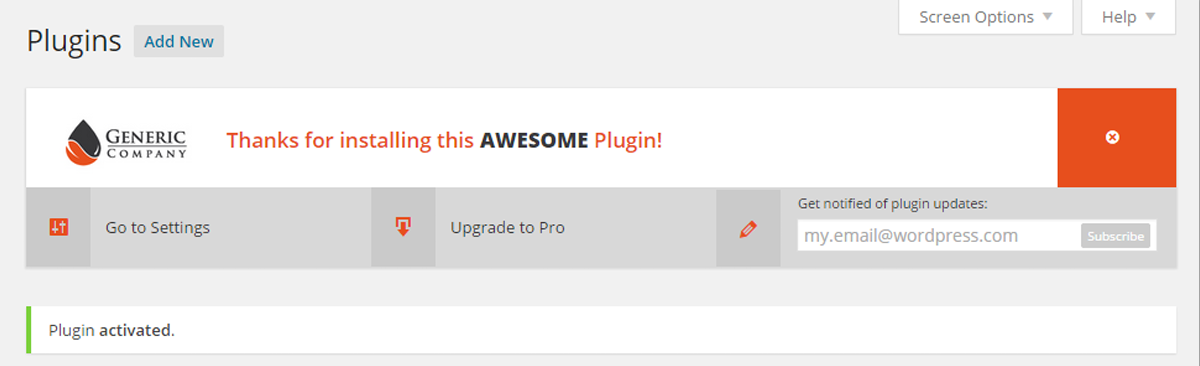 Screen Options
Help
Plugins
Add New
GENERIC
COMPANY
Thanks for installing this AWESOME Plugin!
Go to Settings
Upgrade to Pro
Get notified of plugin updates:
my.email@wordpress.com
Subscribe
Plugin activated.